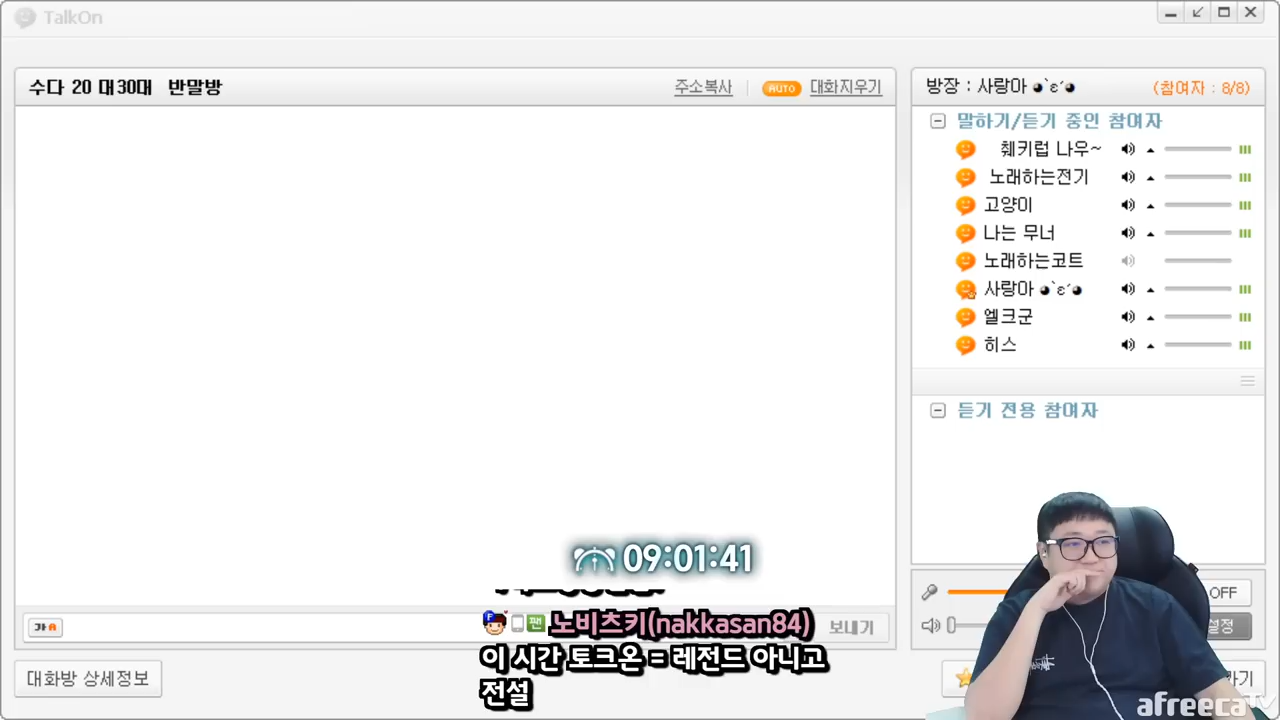 TalkOn
수다 20 대30대 반말방
주소복사
AUTO 대화지우기
방장 : 사랑아 ◕`ε´◕
(참여자 : 8/8)
말하기/듣기 중인 참여자
췌키럽 나우~
노래하는전기
고양이
나는 무너
노래하는코트
사랑아 ◕`ε´◕
엘크군
히스
듣기 전용 참여자
09:01:41
OFF
설정
가
F 팬 노비츠키(nakkasan84)
보내기
이 시간 토크온 = 레전드 아니고
전설
대화방 상세정보
afreecaTV